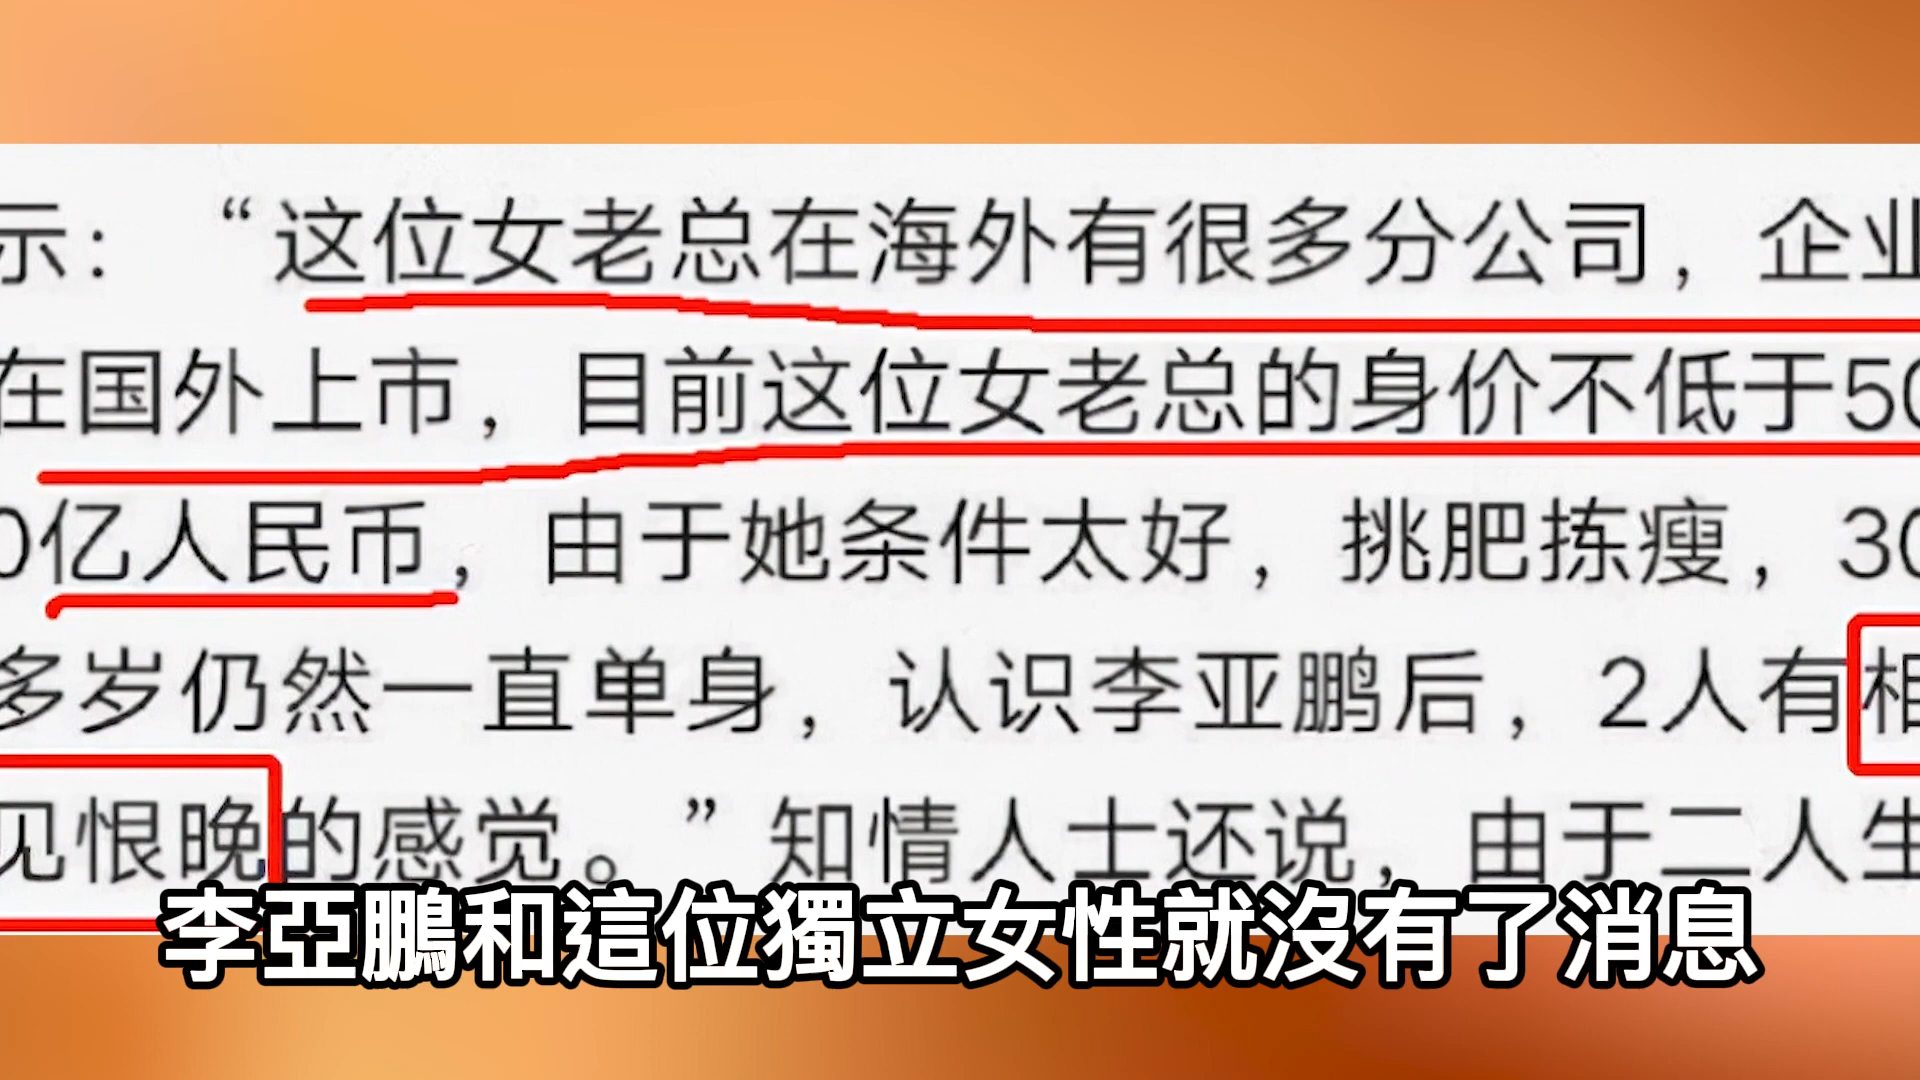 示：“这位女老总在海外有很多分公司，企业
在国外上市，目前这位女老总的身价不低于50
0亿人民币，由于她条件太好，挑肥拣瘦，30
多岁仍然一直单身，认识李亚鹏后，2人有相
见恨晚的感觉。”知情人士还说，由于二人生
李亞鵬和這位獨立女性就沒有了消息